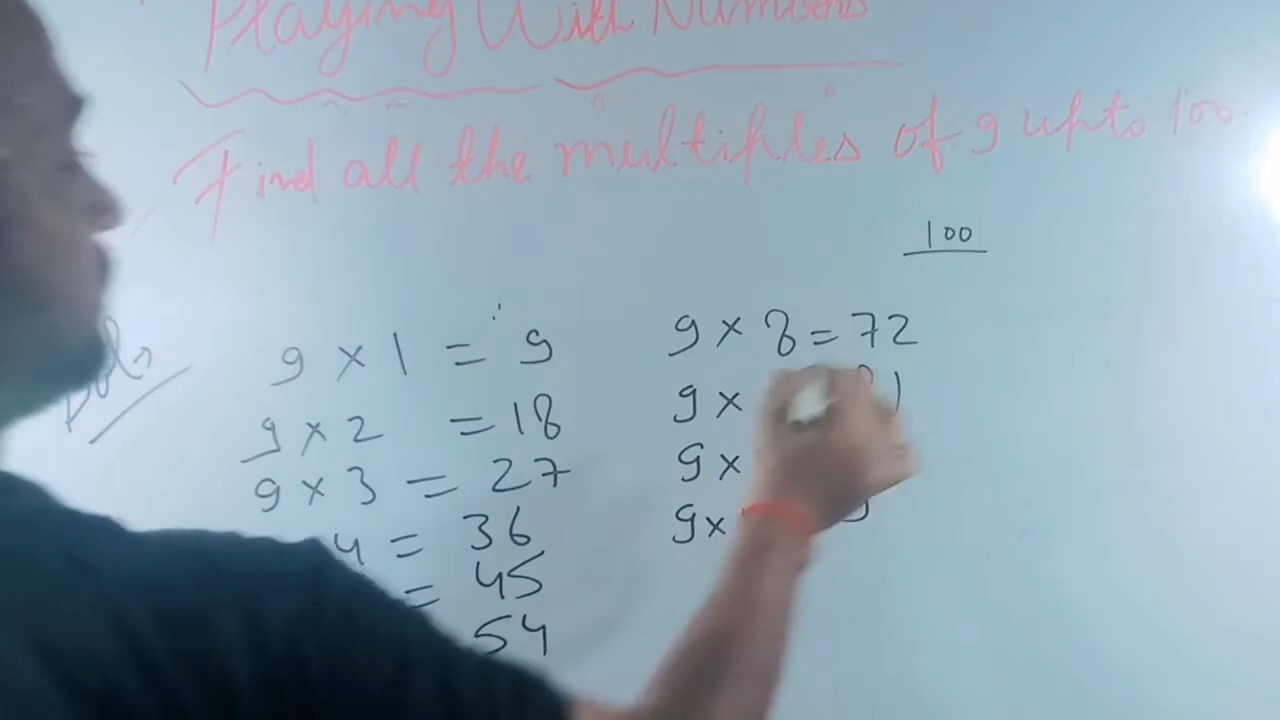 Playing With Numbers
Find all the multiples of 9 upto 100.
100
Sol
9 × 1 = 9
9 × 2 = 18
9 × 3 = 27
4 = 36
= 45
54
9 × 8 = 72
9 ×
9 ×
9 ×